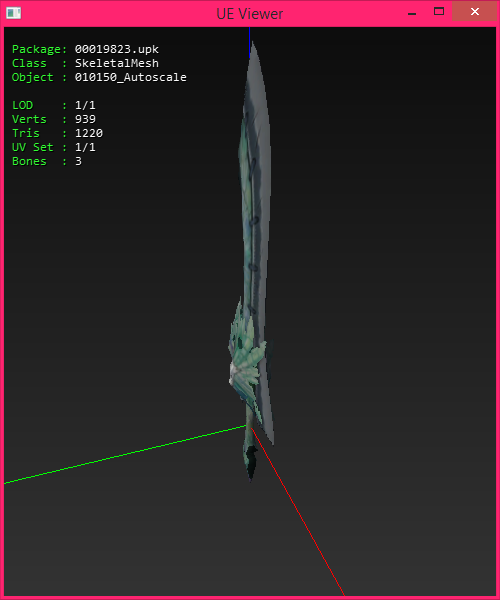 UE Viewer
Package: 00019823.upk
Class  : SkeletalMesh
Object : 010150_Autoscale
LOD    : 1/1
Verts  : 939
Tris   : 1220
UV Set : 1/1
Bones  : 3